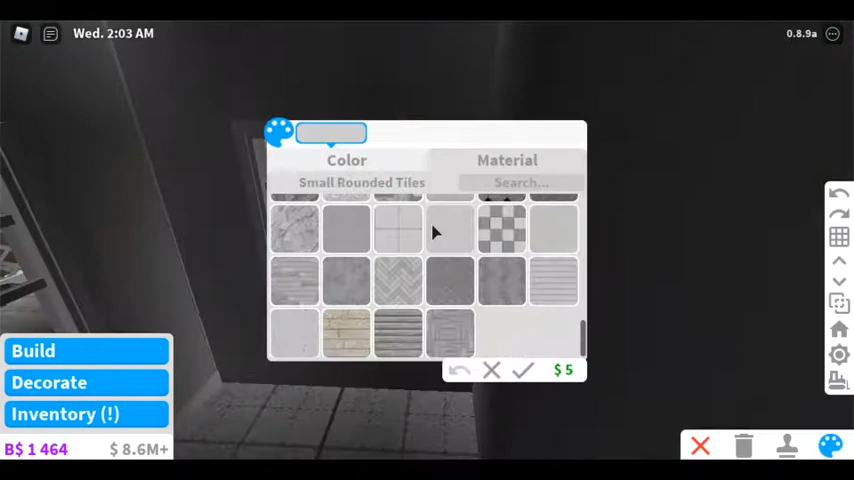 Wed. 2:03 AM
0.8.9a
Color
Material
Small Rounded Tiles
Search...
$ 5
Build
Decorate
Inventory (!)
B$ 1 464
$ 8.6M+